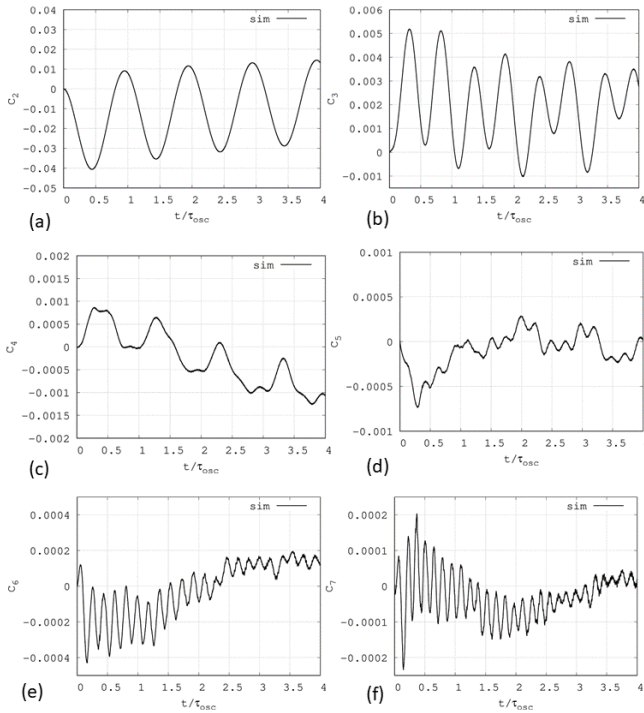 0.04
0.03
0.02
0.01
0
-0.01
-0.02
-0.03
-0.04
-0.05
C2
sim
0 0.5 1 1.5 2 2.5 3 3.5 4
t/τosc
(a)
0.006
0.005
0.004
0.003
0.002
0.001
0
-0.001
C3
sim
0 0.5 1 1.5 2 2.5 3 3.5 4
t/τosc
(b)
0.002
0.0015
0.001
0.0005
0
-0.0005
-0.001
-0.0015
-0.002
C4
sim
0 0.5 1 1.5 2 2.5 3 3.5 4
t/τosc
(c)
0.001
0.0005
0
-0.0005
-0.001
C5
sim
0 0.5 1 1.5 2 2.5 3 3.5 4
t/τosc
(d)
0.0004
0.0002
0
-0.0002
-0.0004
C6
sim
0 0.5 1 1.5 2 2.5 3 3.5 4
t/τosc
(e)
0.0002
0.0001
0
-0.0001
-0.0002
C7
sim
0 0.5 1 1.5 2 2.5 3 3.5 4
t/τosc
(f)